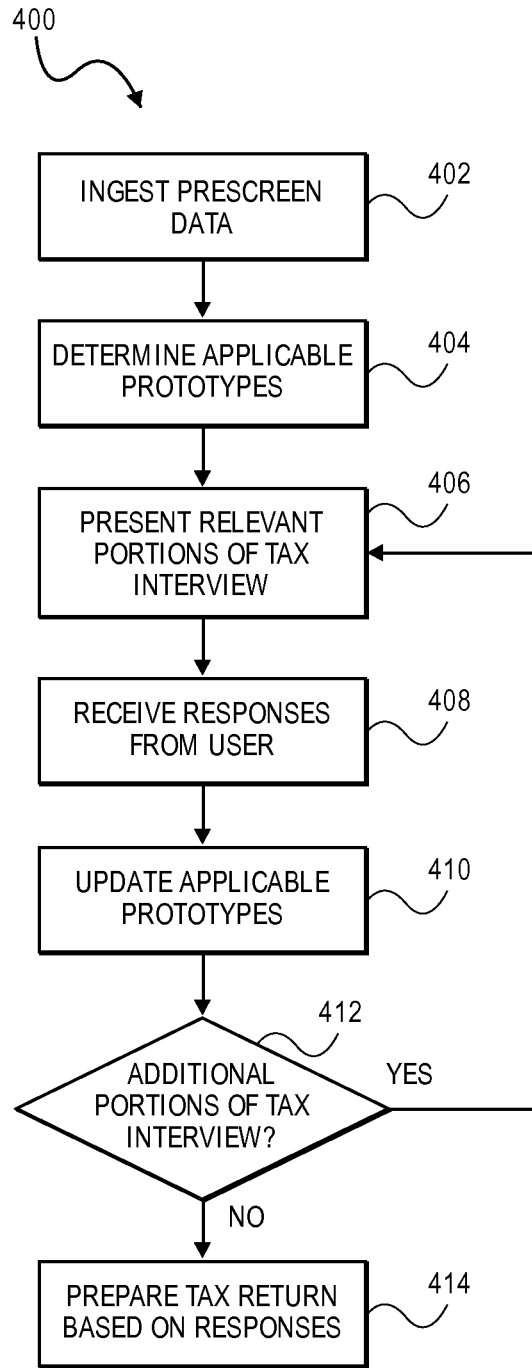 400
INGEST PRESCREEN
DATA
402
DETERMINE APPLICABLE
PROTOTYPES
404
PRESENT RELEVANT
PORTIONS OF TAX
INTERVIEW
406
RECEIVE RESPONSES
FROM USER
408
UPDATE APPLICABLE
PROTOTYPES
410
412
ADDITIONAL
PORTIONS OF TAX
INTERVIEW?
YES
NO
PREPARE TAX RETURN
BASED ON RESPONSES
414